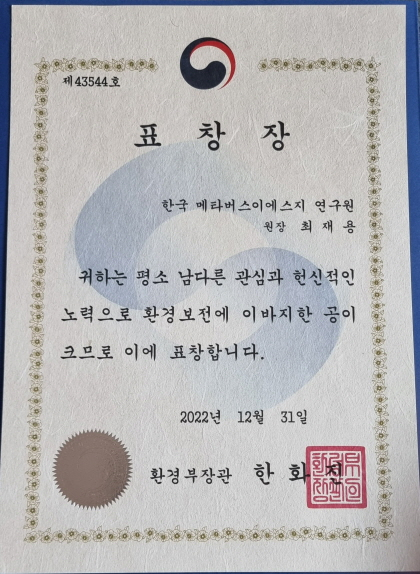 제43544호
표 창 장
한국 메타버스이에스지 연구원
원장 최 재 용
귀하는 평소 남다른 관심과 헌신적인
노력으로 환경보전에 이바지한 공이
크므로 이에 표창합니다.
2022년 12월 31일
환경부장관 한 화 진